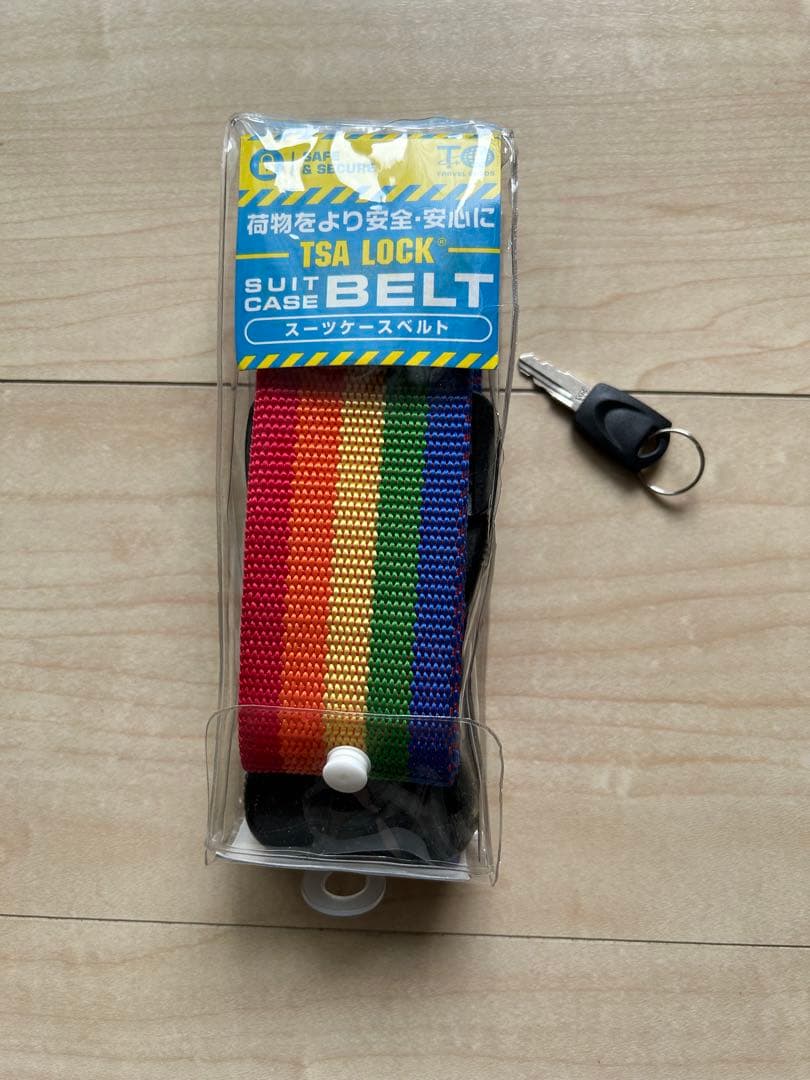 SAFE
& SECURE
TRAVEL GOODS
荷物をより安全・安心に
TSA LOCK®
SUIT
CASE BELT
スーツケースベルト